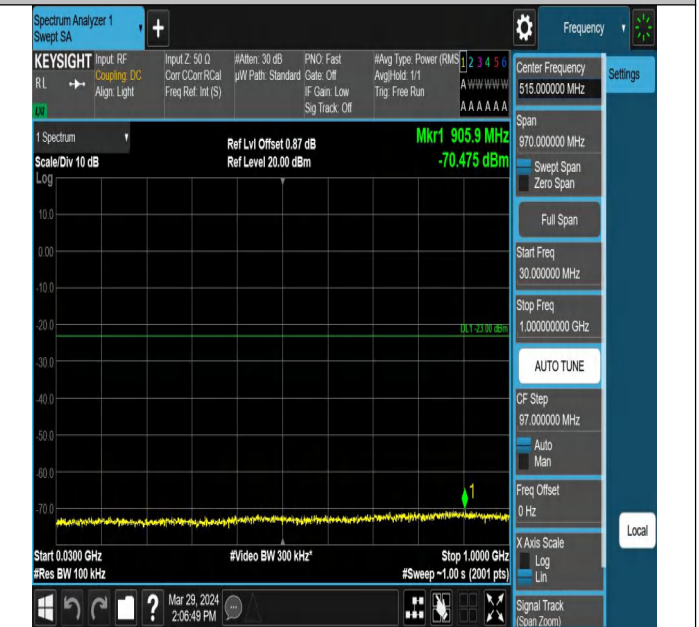 Spectrum Analyzer 1
Swept SA
+
Frequency
KEYSIGHT
RL
LXI
Input: RF
Coupling: DC
Align: Light
Input Z: 50 Ω
Corr CCorr RCal
Freq Ref: Int (S)
#Atten: 30 dB
µW Path: Standard
PNO: Fast
Gate: Off
IF Gain: Low
Sig Track: Off
#Avg Type: Power (RMS
Avg|Hold: 1/1
Trig: Free Run
1 2 3 4 5 6
A W W W W W
A A A A A A
1 Spectrum
Scale/Div 10 dB
Log
Ref Lvl Offset 0.87 dB
Ref Level 20.00 dBm
Mkr1 905.9 MHz
-70.475 dBm
10.0
0.00
-10.0
-20.0
DL1 -23.00 dBm
-30.0
-40.0
-50.0
-60.0
-70.0
1
Start 0.0300 GHz
#Res BW 100 kHz
#Video BW 300 kHz*
Stop 1.0000 GHz
#Sweep ~1.00 s (2001 pts)
?
Mar 29, 2024
2:06:49 PM
Center Frequency
515.000000 MHz
Settings
Span
970.000000 MHz
Swept Span
Zero Span
Full Span
Start Freq
30.000000 MHz
Stop Freq
1.000000000 GHz
AUTO TUNE
CF Step
97.000000 MHz
Auto
Man
Freq Offset
0 Hz
X Axis Scale
Log
Lin
Local
Signal Track
(Span Zoom)